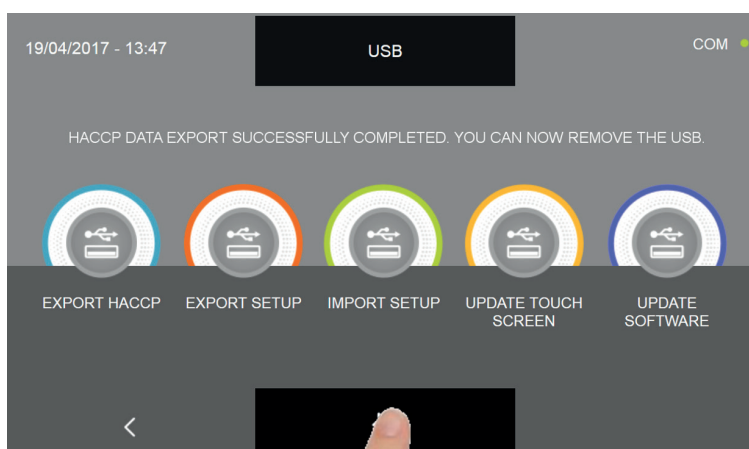 19/04/2017 - 13:47
USB
COM
HACCP DATA EXPORT SUCCESSFULLY COMPLETED. YOU CAN NOW REMOVE THE USB.
EXPORT HACCP
EXPORT SETUP
IMPORT SETUP
UPDATE TOUCH
SCREEN
UPDATE
SOFTWARE